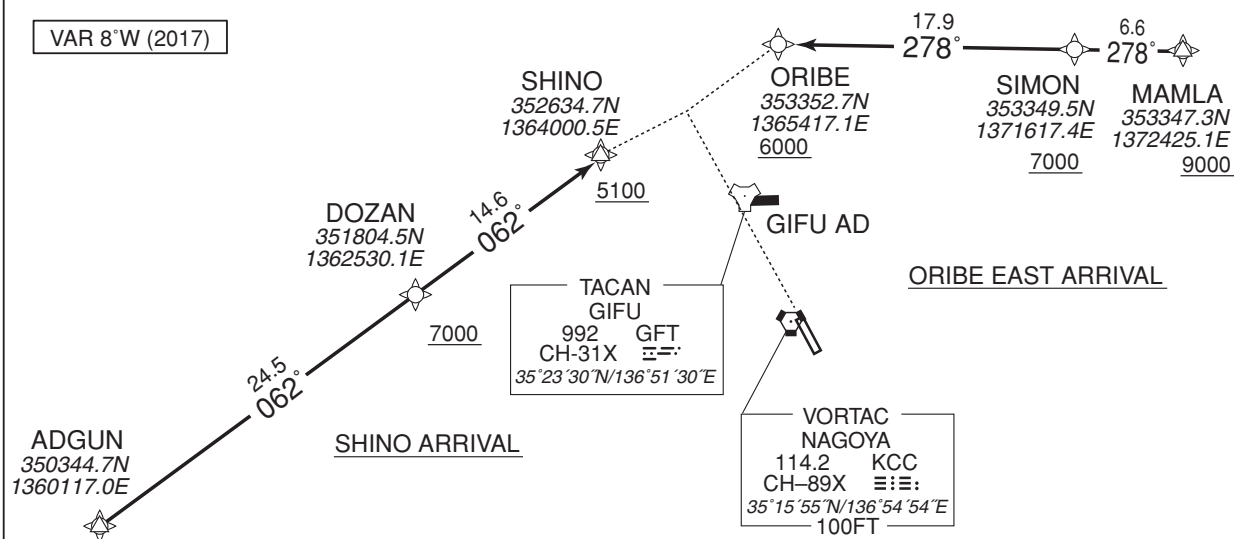 VAR 8°W (2017)
17.9
278°
6.6
278°
SHINO
352634.7N
1364000.5E
5100
ORIBE
353352.7N
1365417.1E
6000
SIMON
353349.5N
1371617.4E
7000
MAMLA
353347.3N
1372425.1E
9000
14.6
062°
DOZAN
351804.5N
1362530.1E
7000
GIFU AD
ORIBE EAST ARRIVAL
TACAN
GIFU
992 GFT
CH-31X
35°23´30˝N/136°51´30˝E
24.5
062°
SHINO ARRIVAL
ADGUN
350344.7N
1360117.0E
VORTAC
NAGOYA
114.2 KCC
CH–89X
35°15´55˝N/136°54´54˝E
100FT